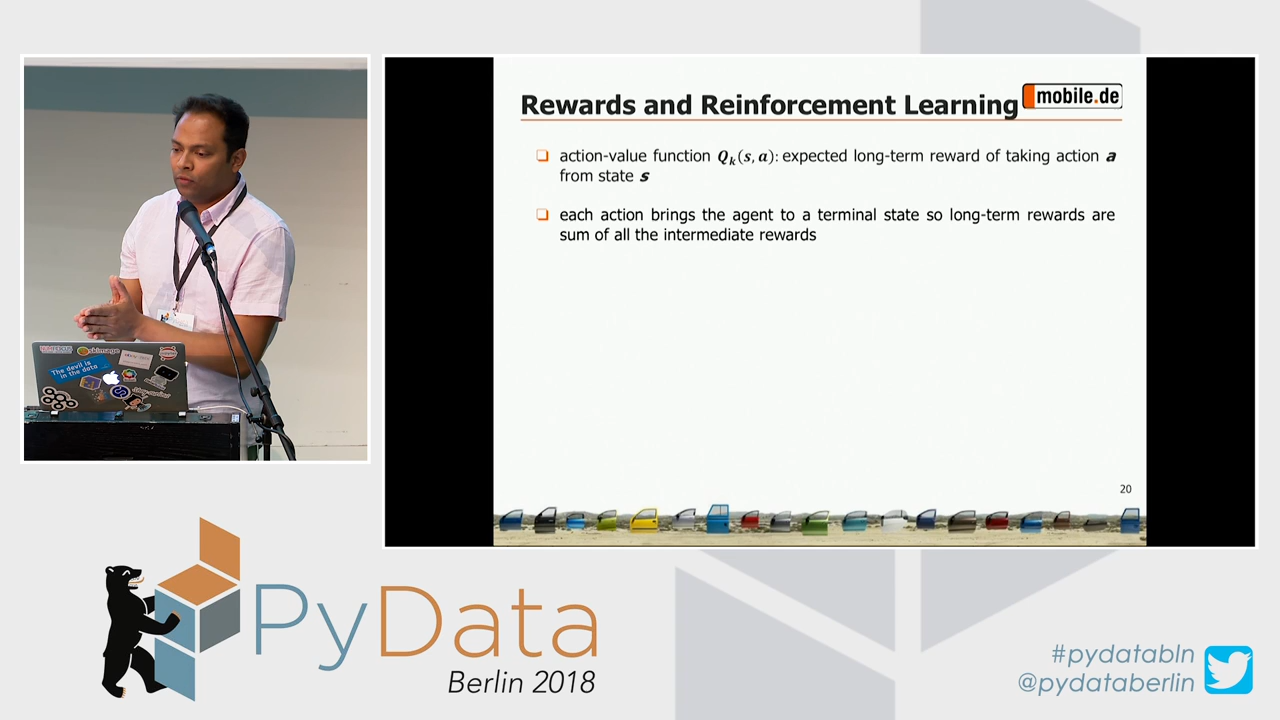 Rewards and Reinforcement Learning
mobile.de
❑ action-value function Qₖ(s, a): expected long-term reward of taking action a
from state s
❑ each action brings the agent to a terminal state so long-term rewards are
sum of all the intermediate rewards
20
skimage
The devil is
in the data
PyData
Berlin 2018
#pydatabln
@pydataberlin